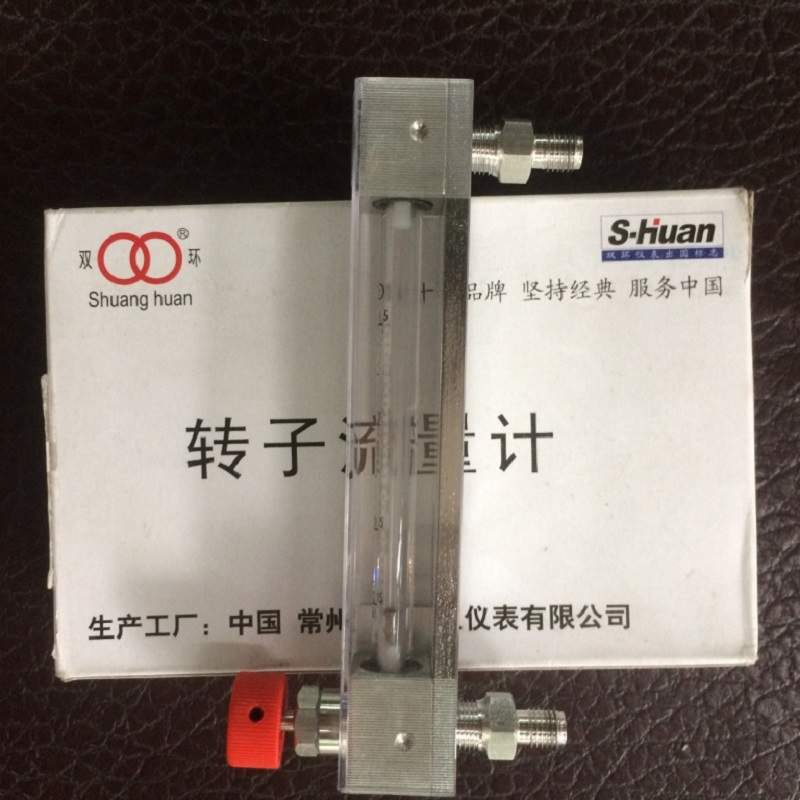 双 ® 环
Shuang huan
S-Huan
双环仪表出国标志
品牌 坚持经典 服务中国
转子流量计
生产工厂：中国 常州 仪表有限公司